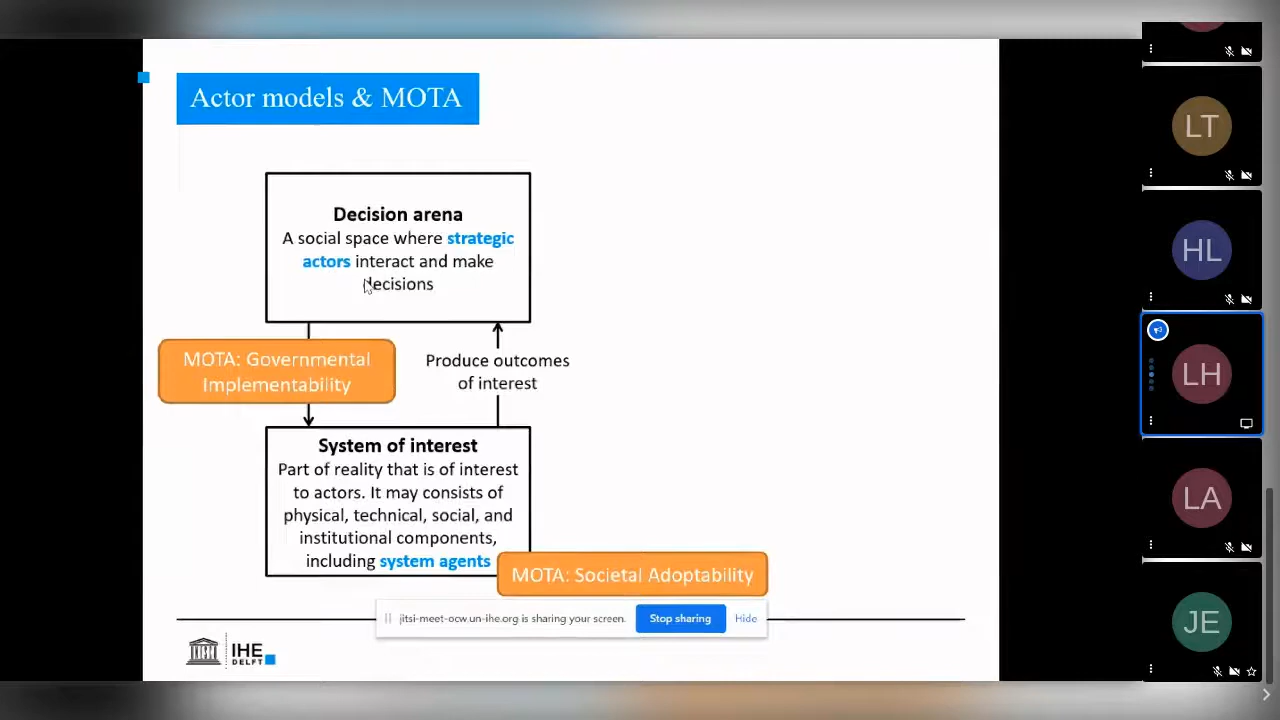 Actor models & MOTA
Decision arena
A social space where strategic
actors interact and make
decisions
MOTA: Governmental
Implementability
Produce outcomes
of interest
System of interest
Part of reality that is of interest
to actors. It may consists of
physical, technical, social, and
institutional components,
including system agents
MOTA: Societal Adoptability
jitsi-meet-ocw.un-ihe.org is sharing your screen.
Stop sharing
Hide
IHE
DELFT
LT
HL
LH
LA
JE